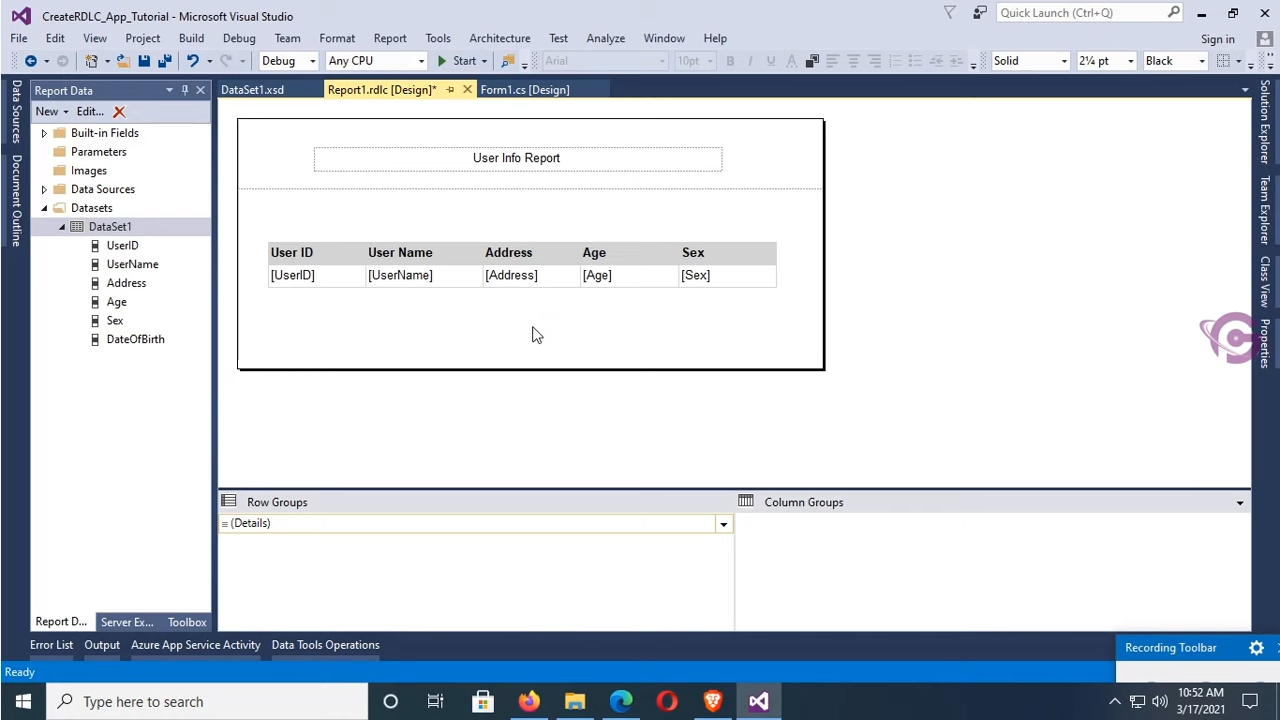 CreateRDLC_App_Tutorial - Microsoft Visual Studio
Quick Launch (Ctrl+Q)
File Edit View Project Build Debug Team Format Report Tools Architecture Test Analyze Window Help
Sign in
Debug Any CPU Start Arial 10pt B I U A Solid 2¼ pt Black
Report Data
DataSet1.xsd Report1.rdlc [Design]* Form1.cs [Design]
New Edit...
Built-in Fields
Parameters
Images
Data Sources
Datasets
DataSet1
UserID
UserName
Address
Age
Sex
DateOfBirth
Data Sources
Document Outline
User Info Report
User ID User Name Address Age Sex
[UserID] [UserName] [Address] [Age] [Sex]
Solution Explorer
Team Explorer
Class View
Properties
Row Groups
Column Groups
(Details)
Report D... Server Ex... Toolbox
Error List Output Azure App Service Activity Data Tools Operations
Recording Toolbar
Ready
Type here to search
10:52 AM
3/17/2021